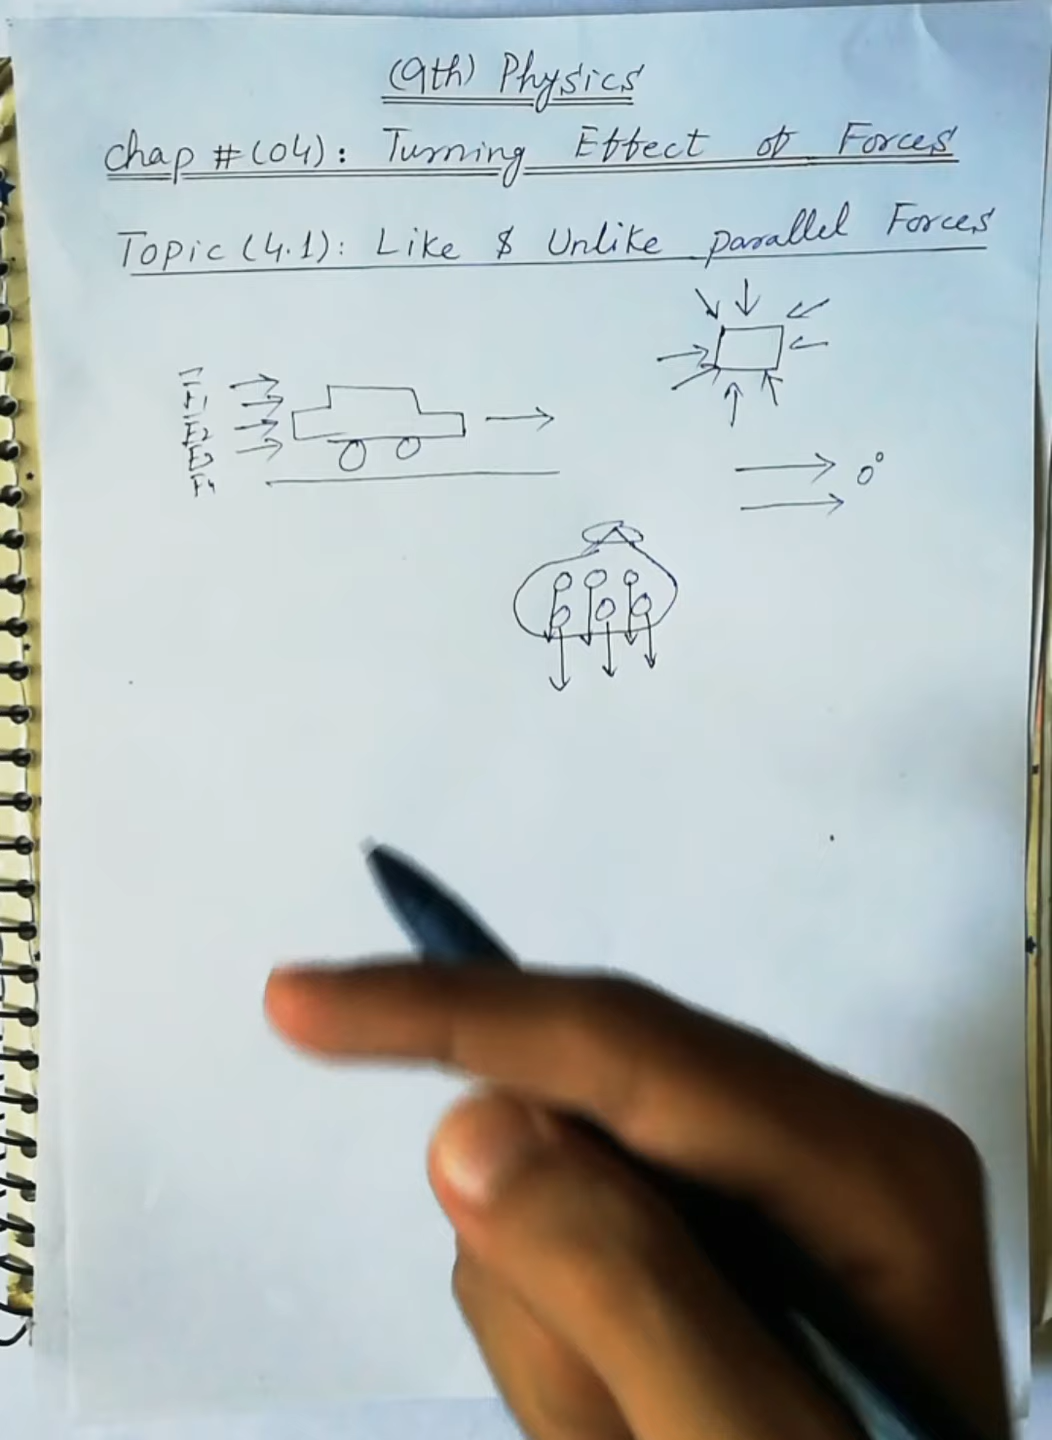 (9th) Physics
Chap # (04): Turning Effect of Forces
Topic (4.1): Like & Unlike parallel Forces
F1
F2
F3
F4
0°